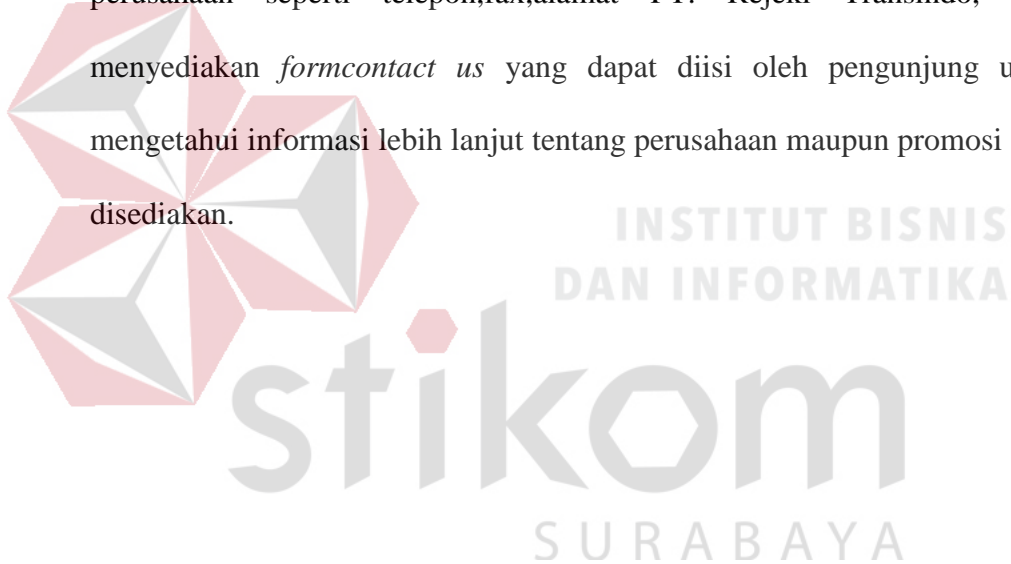 perusahaan seperti telepon,fax,alamat PT. Rejeki Transindo,
menyediakan formcontact us yang dapat diisi oleh pengunjung u
mengetahui informasi lebih lanjut tentang perusahaan maupun promosi
disediakan.
INSTITUT BISNIS
DAN INFORMATIKA
stikom
SURABAYA